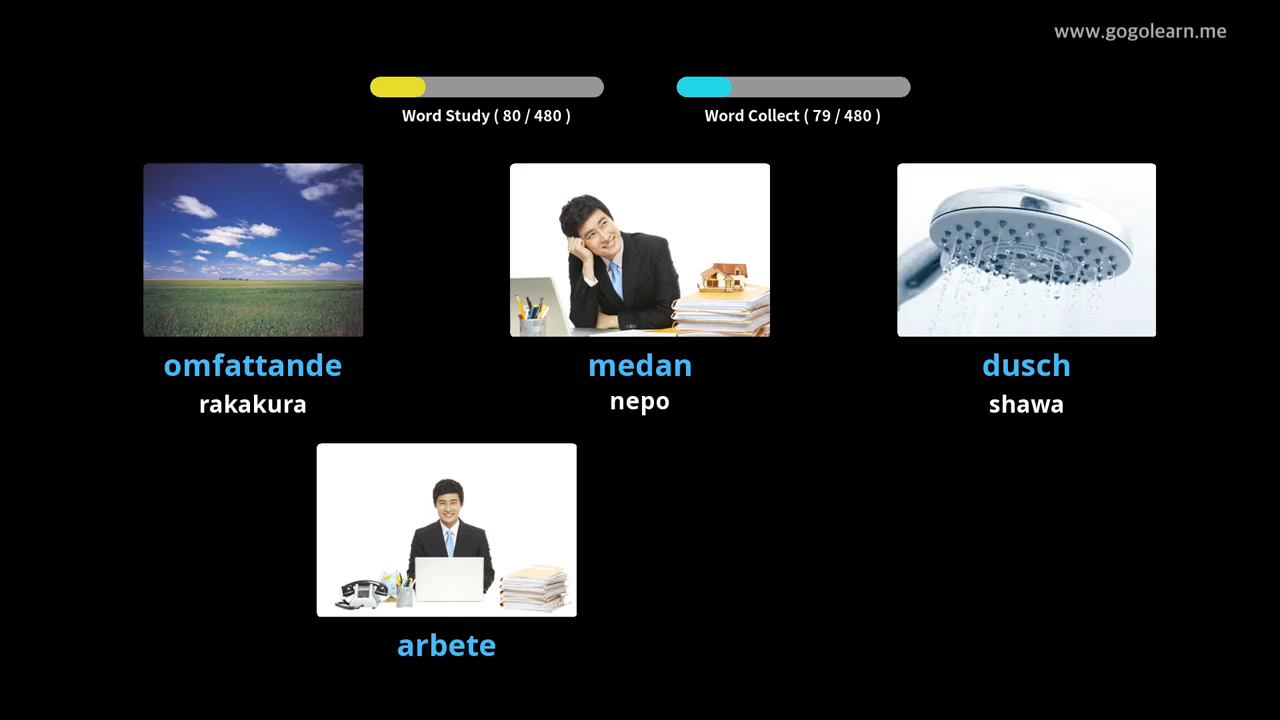 www.gogolearn.me
Word Study ( 80 / 480 )
Word Collect ( 79 / 480 )
omfattande
rakakura
medan
nepo
dusch
shawa
arbete